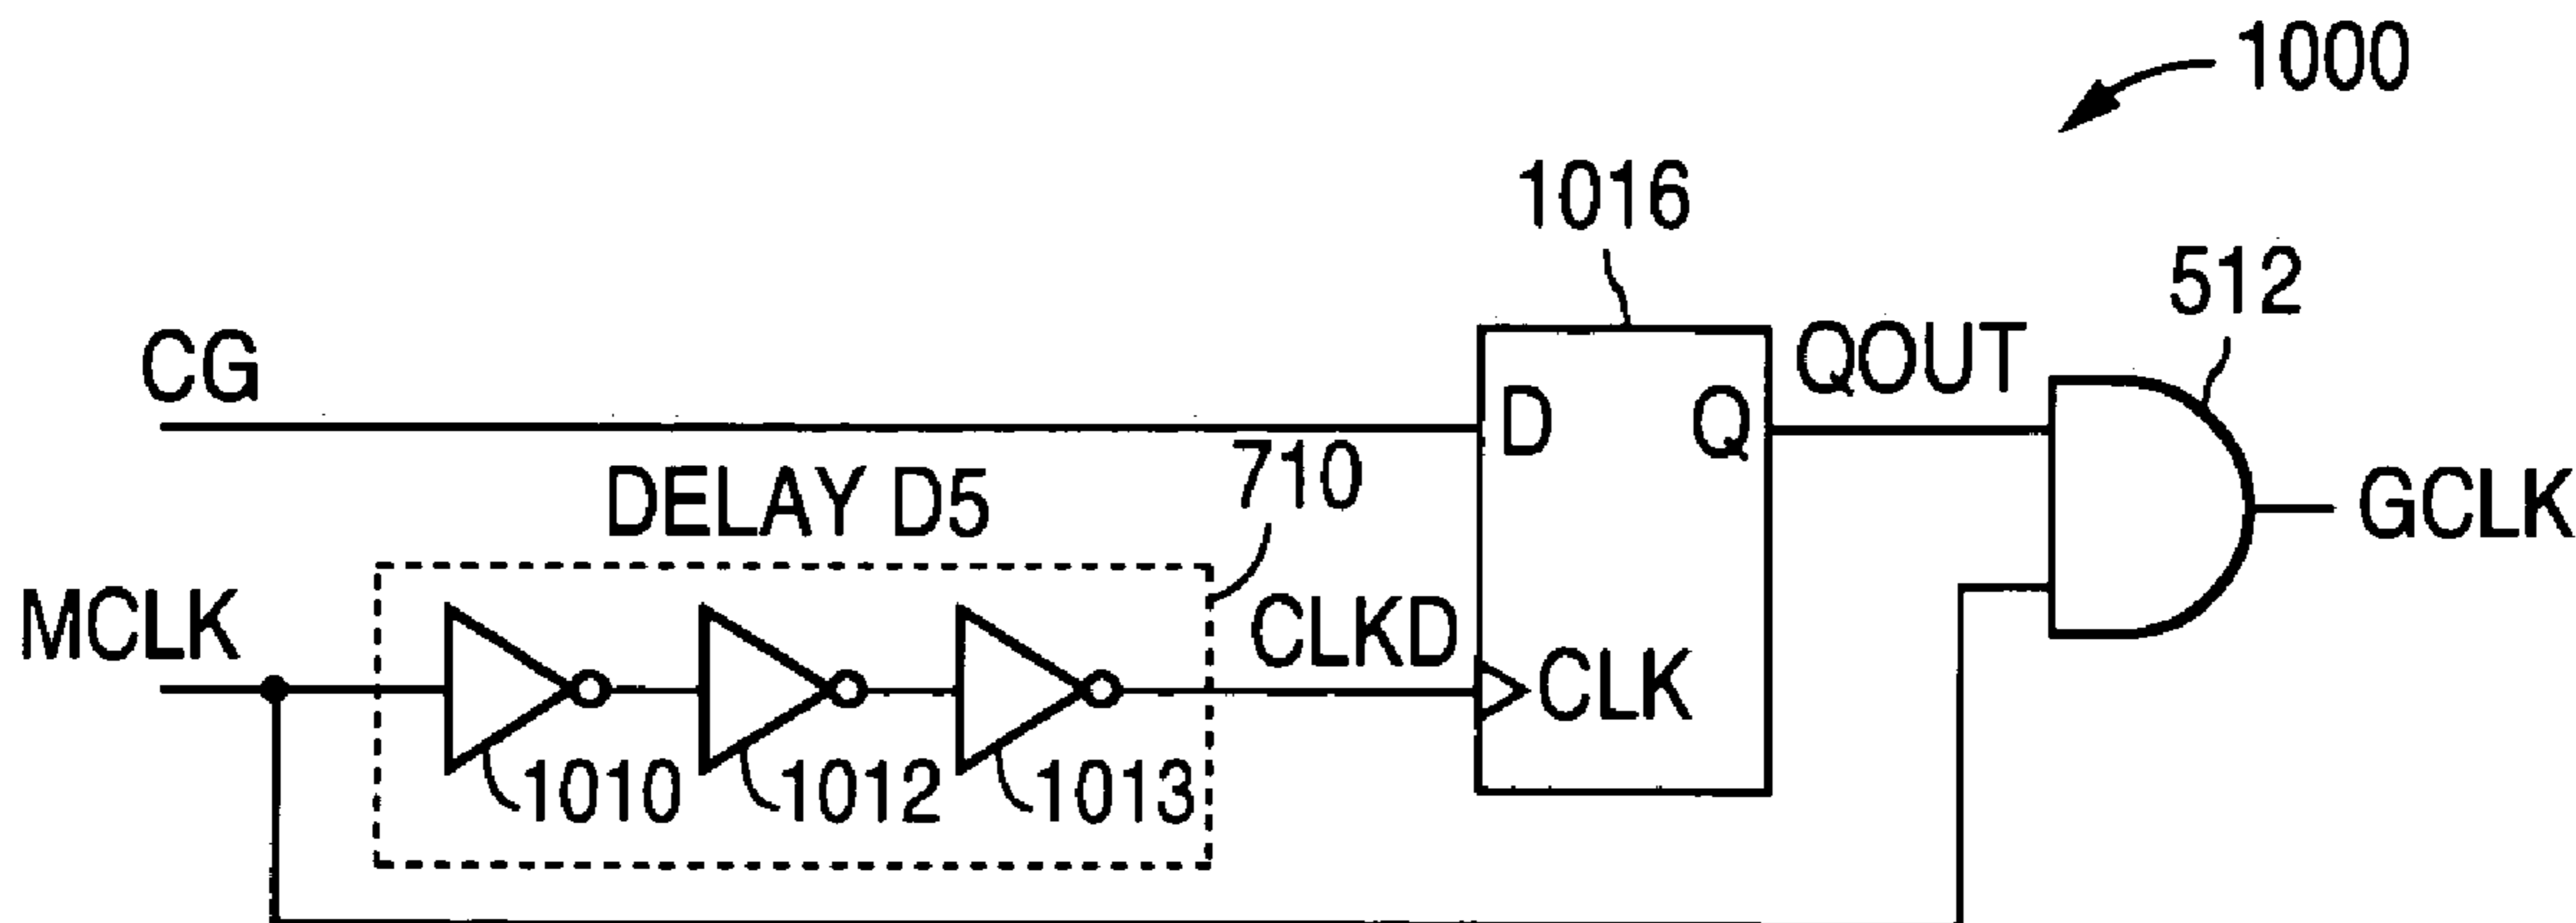 1000
1016
512
CG
D
Q
QOUT
DELAY D5
710
GCLK
MCLK
CLKD
CLK
1010
1012
1013